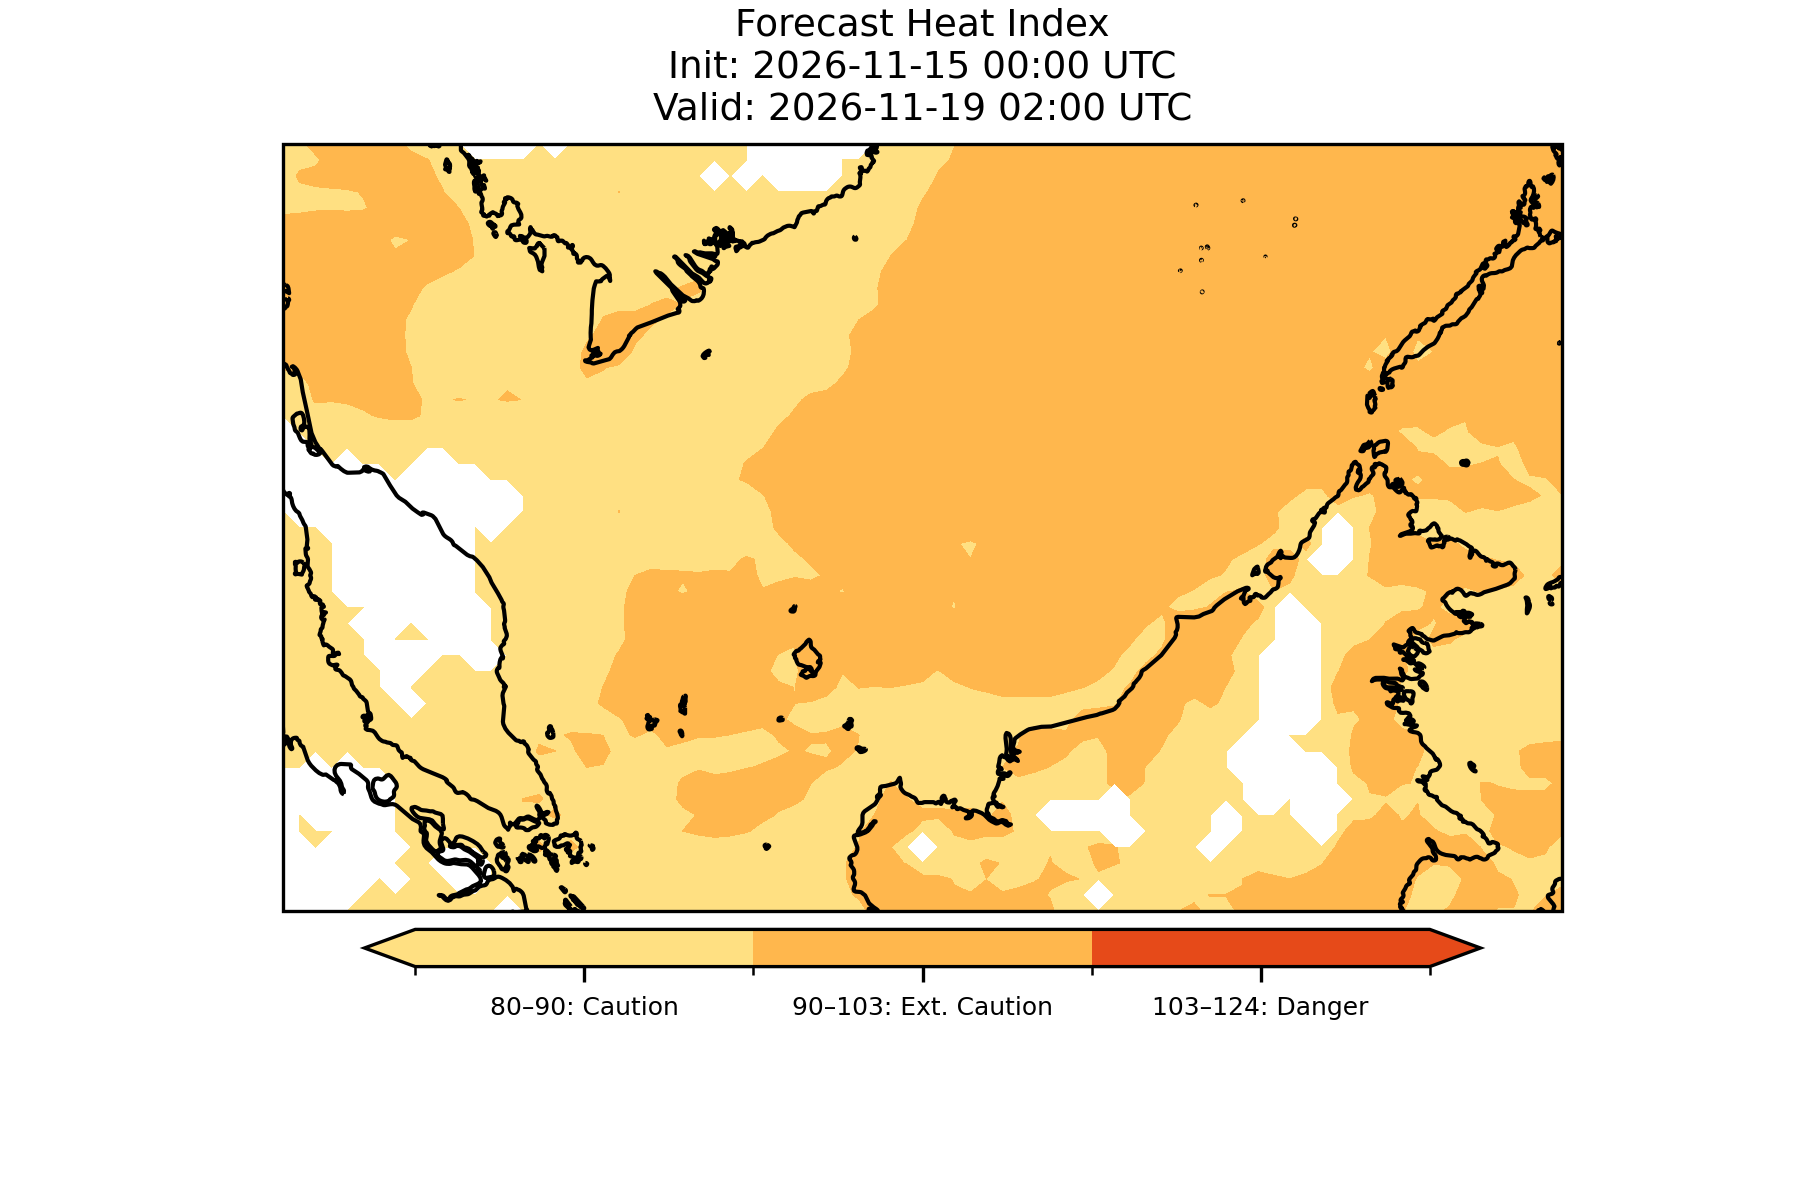 Forecast Heat Index
Init: 2026-11-15 00:00 UTC
Valid: 2026-11-19 02:00 UTC
80–90: Caution
90–103: Ext. Caution
103–124: Danger